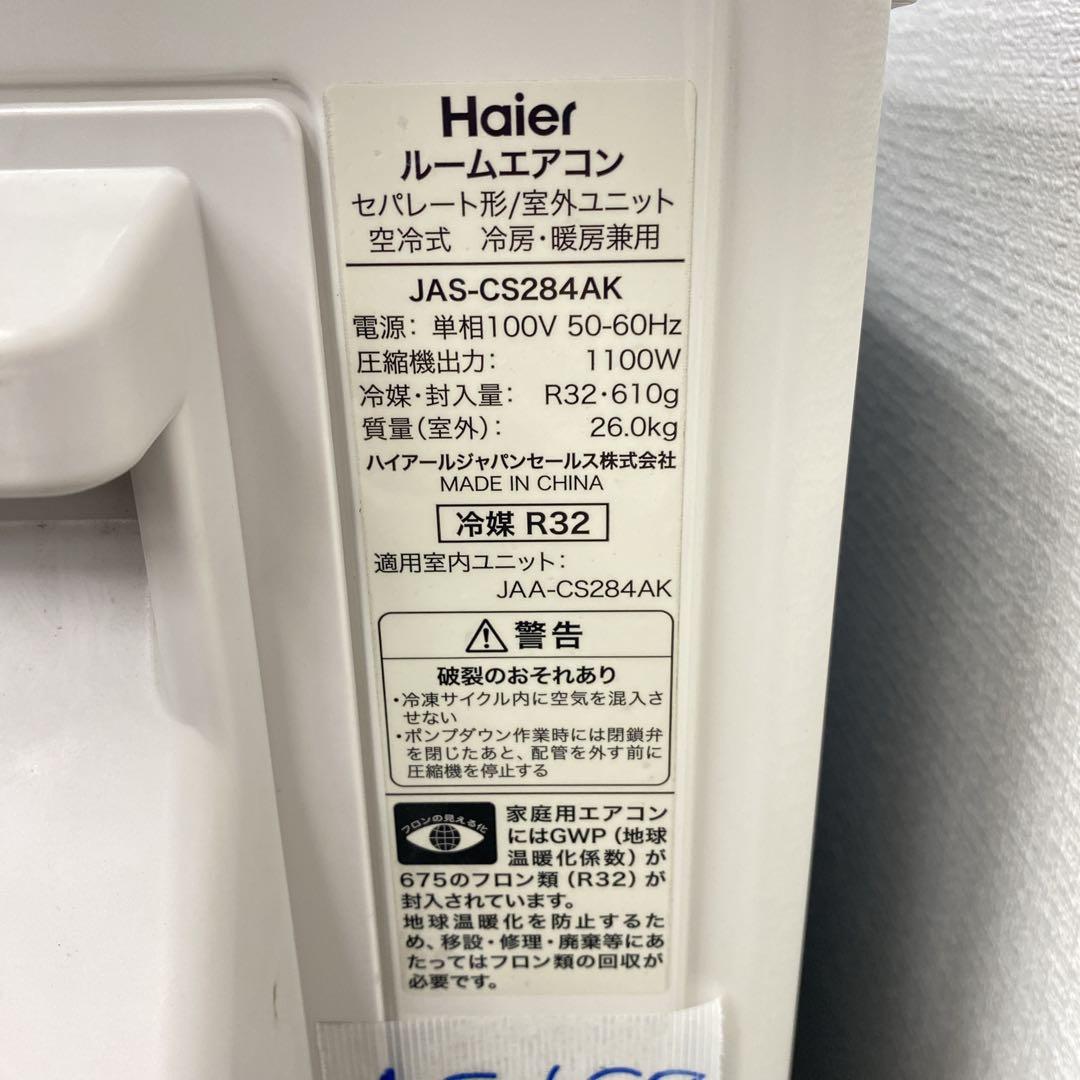 Haier
ルームエアコン
セパレート形/室外ユニット
空冷式 冷房・暖房兼用
JAS-CS284AK
電源: 単相100V 50-60Hz
圧縮機出力: 1100W
冷媒・封入量: R32・610g
質量(室外): 26.0kg
ハイアールジャパンセールス株式会社
MADE IN CHINA
冷媒 R32
適用室内ユニット:
JAA-CS284AK
警告
破裂のおそれあり
・冷凍サイクル内に空気を混入さ
せない
・ポンプダウン作業時には閉鎖弁
を閉じたあと、配管を外す前に
圧縮機を停止する
フロンの見える化
家庭用エアコン
にはGWP(地球
温暖化係数)が
675のフロン類(R32)が
封入されています。
地球温暖化を防止するた
め、移設・修理・廃棄等にあ
たってはフロン類の回収が
必要です。